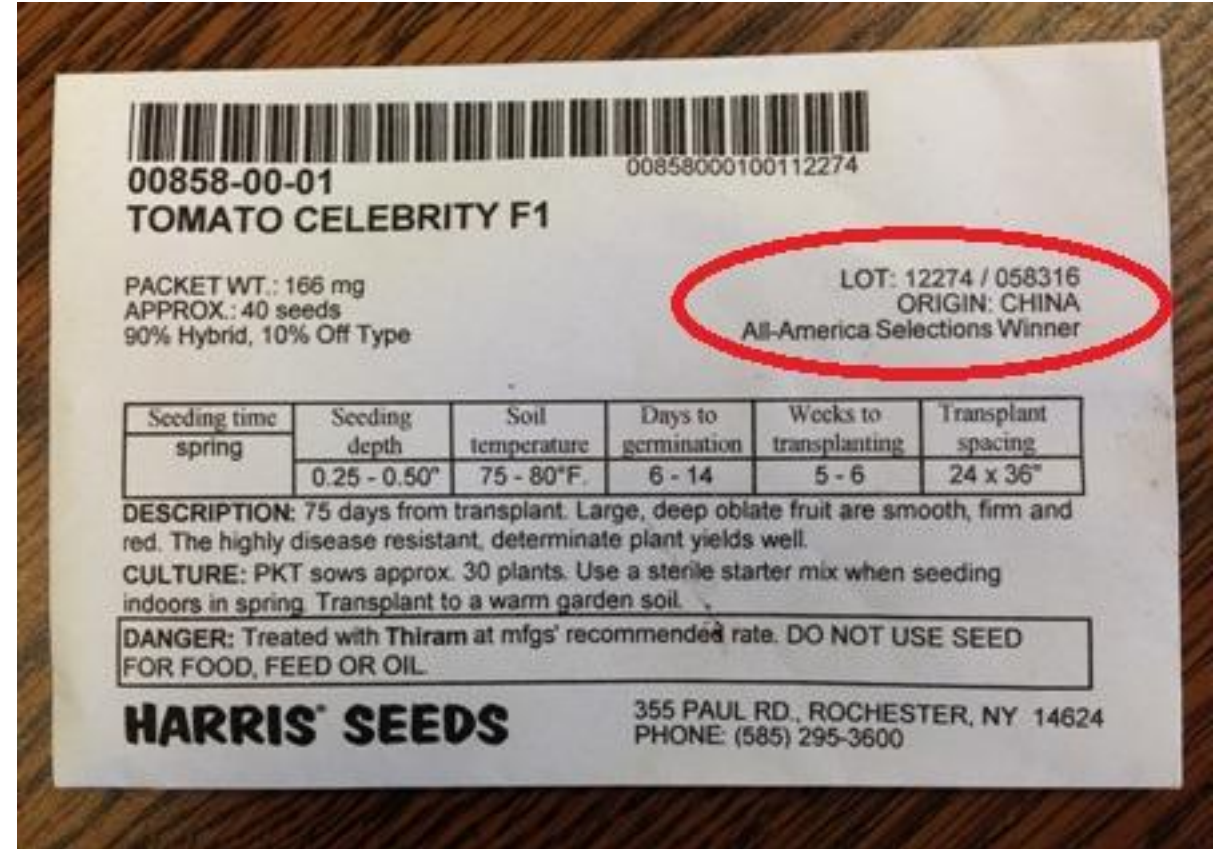 00858000100112274
00858-00-01
TOMATO CELEBRITY F1
PACKET WT.: 166 mg
APPROX.: 40 seeds
90% Hybrid, 10% Off Type
LOT: 12274 / 058316
ORIGIN: CHINA
All-America Selections Winner
Seeding time Seeding depth Soil temperature Days to germination Weeks to transplanting Transplant spacing
spring 0.25 - 0.50" 75 - 80°F. 6 - 14 5 - 6 24 x 36"
DESCRIPTION: 75 days from transplant. Large, deep oblate fruit are smooth, firm and
red. The highly disease resistant, determinate plant yields well.
CULTURE: PKT sows approx. 30 plants. Use a sterile starter mix when seeding
indoors in spring. Transplant to a warm garden soil.
DANGER: Treated with Thiram at mfgs' recommended rate. DO NOT USE SEED
FOR FOOD, FEED OR OIL.
HARRIS' SEEDS
355 PAUL RD., ROCHESTER, NY 14624
PHONE: (585) 295-3600